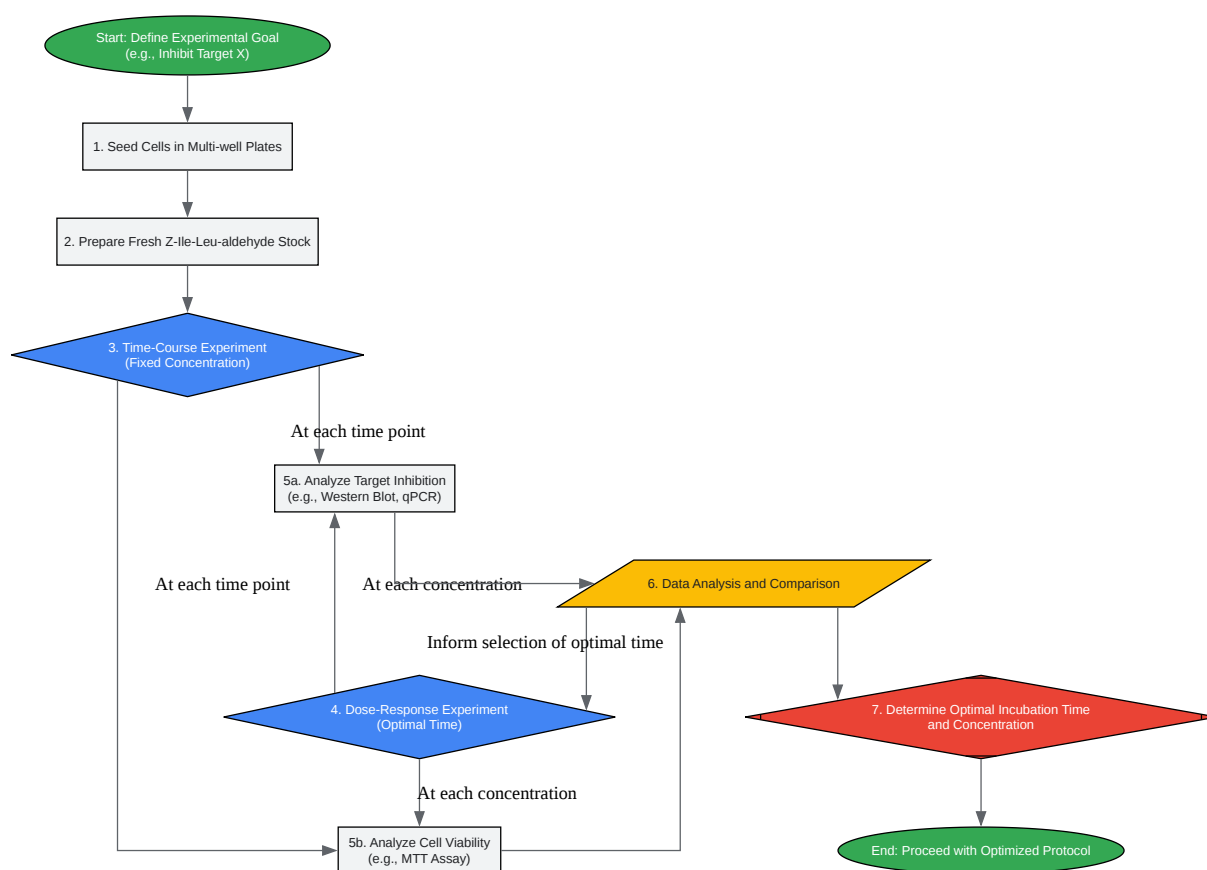 Start: Define Experimental Goal
(e.g., Inhibit Target X)
1. Seed Cells in Multi-well Plates
2. Prepare Fresh Z-Ile-Leu-aldehyde Stock
3. Time-Course Experiment
(Fixed Concentration)
At each time point
5a. Analyze Target Inhibition
(e.g., Western Blot, qPCR)
At each time point
At each concentration
6. Data Analysis and Comparison
Inform selection of optimal time
4. Dose-Response Experiment
(Optimal Time)
7. Determine Optimal Incubation Time
and Concentration
At each concentration
5b. Analyze Cell Viability
(e.g., MTT Assay)
End: Proceed with Optimized Protocol